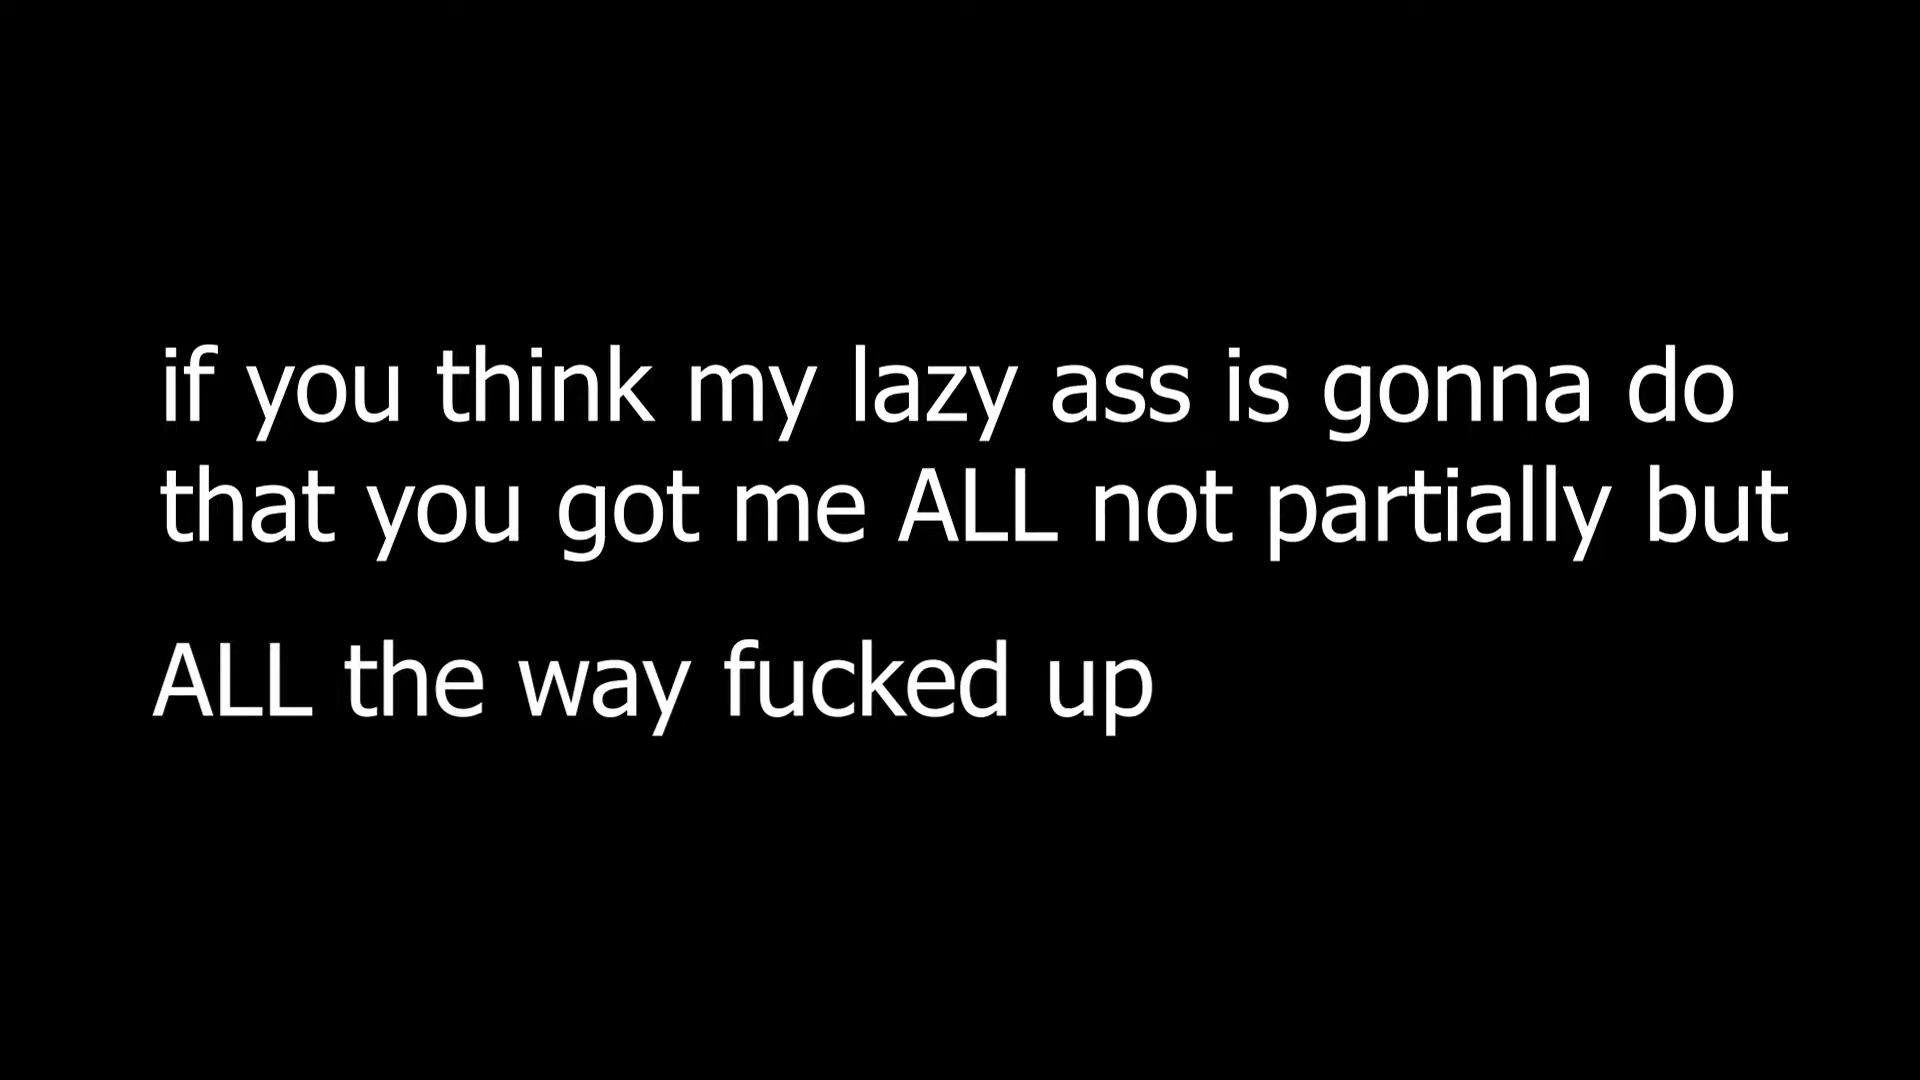 if you think my lazy ass is gonna do
that you got me ALL not partially but
ALL the way fucked up